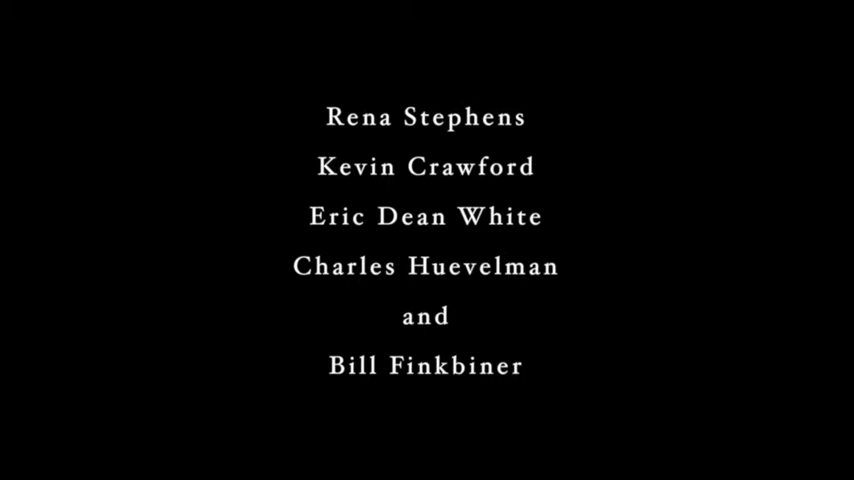 Rena Stephens
Kevin Crawford
Eric Dean White
Charles Huevelman
and
Bill Finkbiner